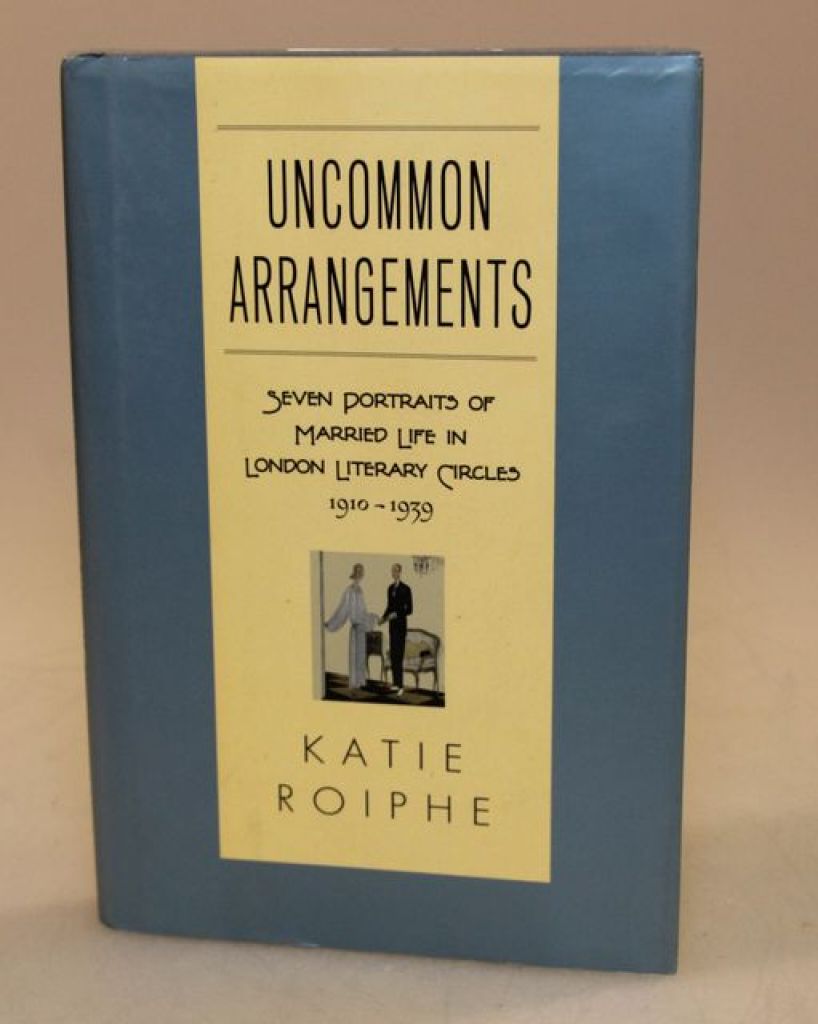 UNCOMMON
ARRANGEMENTS
SEVEN PORTRAITS OF
MARRIED LIFE IN
LONDON LITERARY CIRCLES
1910–1939
KATIE
ROIPHE